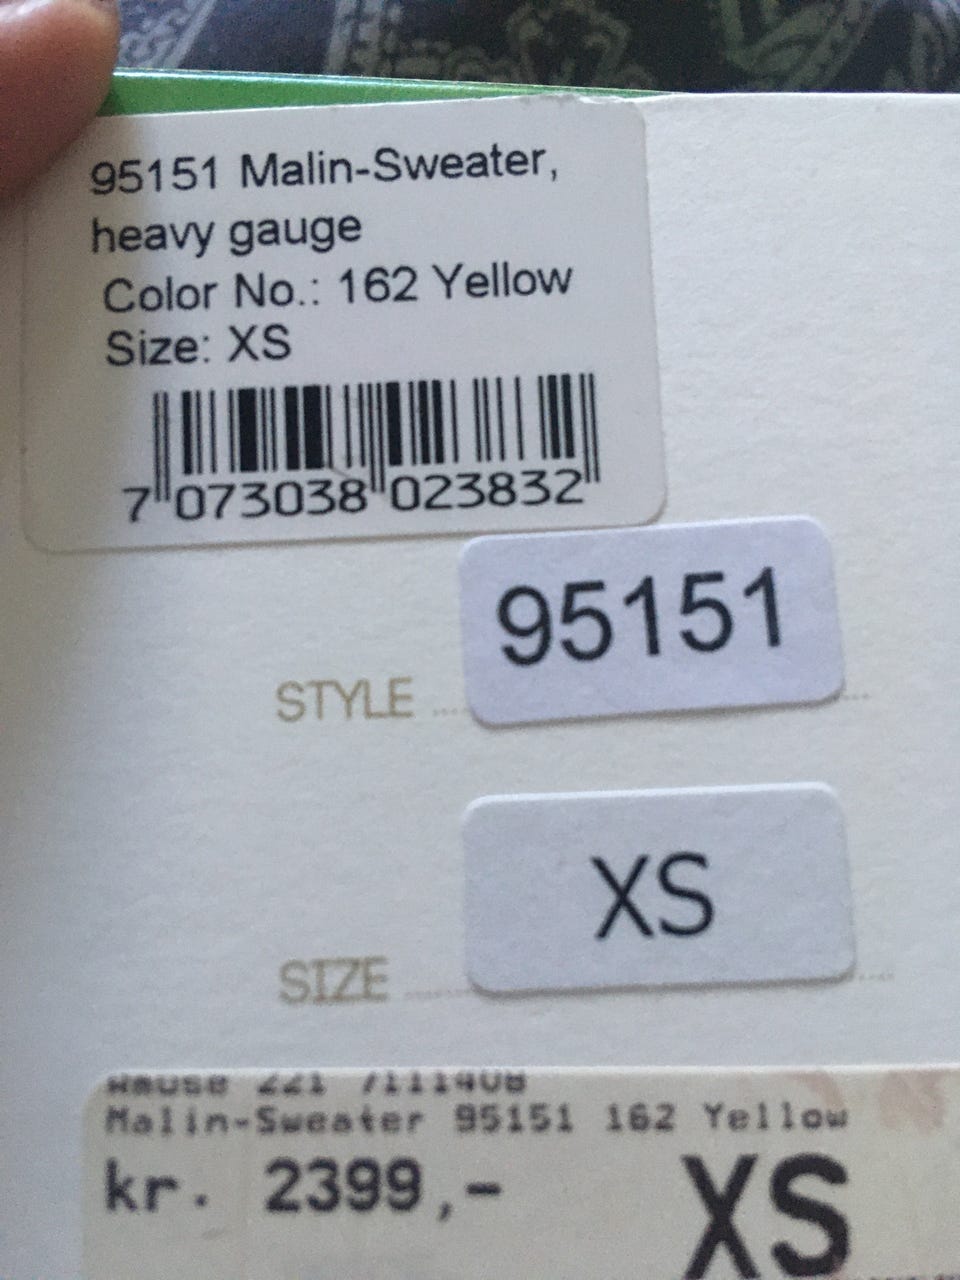 95151 Malin-Sweater,
heavy gauge
Color No.: 162 Yellow
Size: XS
7 073038 023832
STYLE 95151
SIZE XS
Malin-Sweater 95151 162 Yellow
kr. 2399,- XS